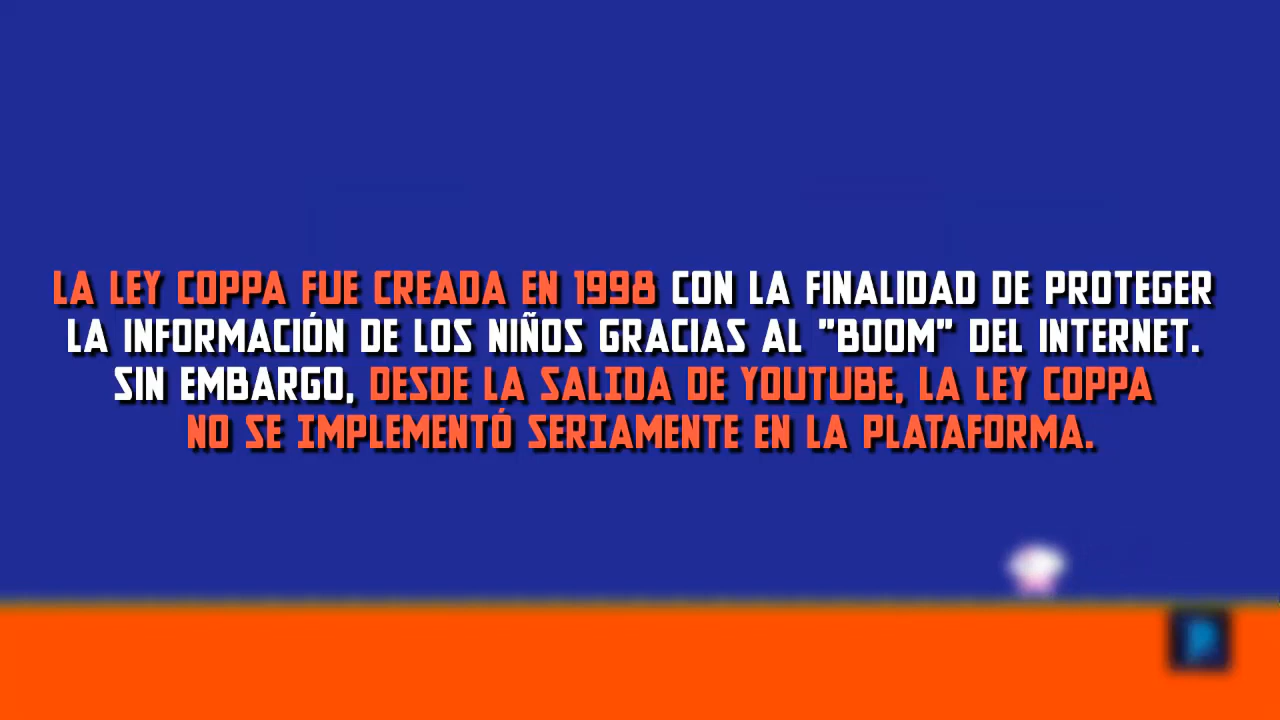 LA LEY COPPA FUE CREADA EN 1998 CON LA FINALIDAD DE PROTEGER
LA INFORMACIÓN DE LOS NIÑOS GRACIAS AL "BOOM" DEL INTERNET.
SIN EMBARGO, DESDE LA SALIDA DE YOUTUBE, LA LEY COPPA
NO SE IMPLEMENTÓ SERIAMENTE EN LA PLATAFORMA.